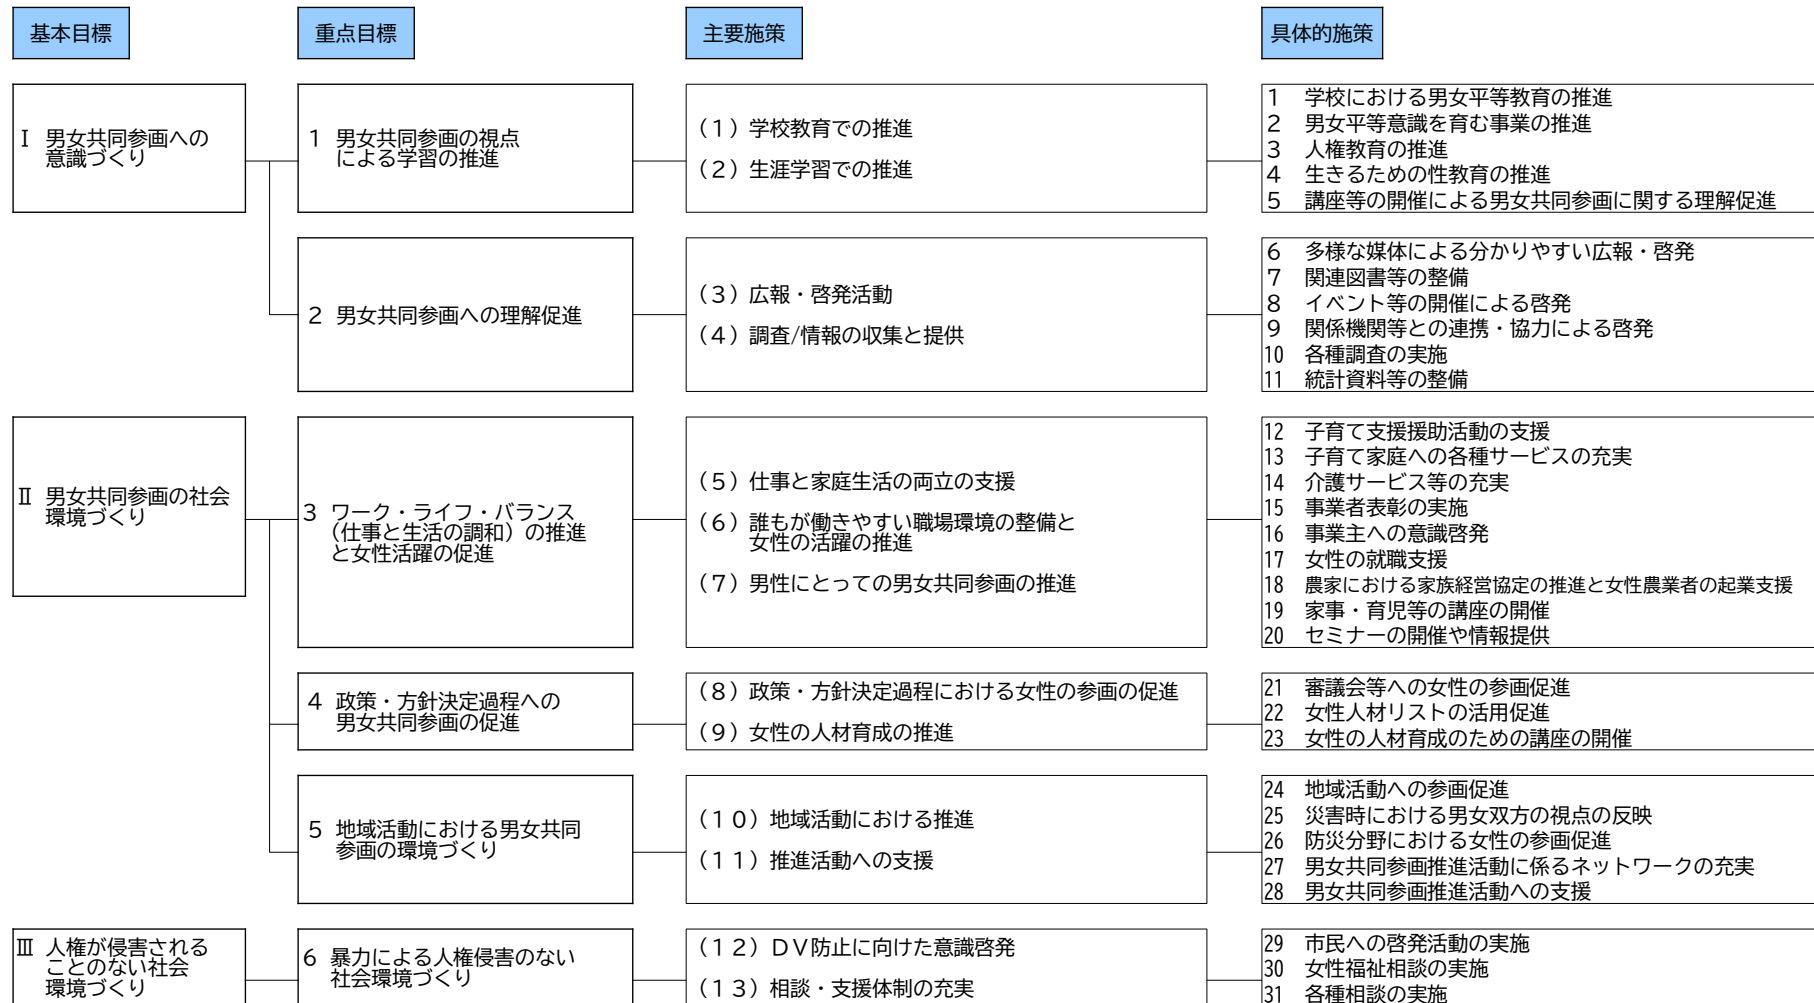 基本目標
重点目標
主要施策
具体的施策
Ⅰ 男女共同参画への
意識づくり
1 男女共同参画の視点
による学習の推進
（１）学校教育での推進
（２）生涯学習での推進
1 学校における男女平等教育の推進
2 男女平等意識を育む事業の推進
3 人権教育の推進
4 生きるための性教育の推進
5 講座等の開催による男女共同参画に関する理解促進
2 男女共同参画への理解促進
（３）広報・啓発活動
（４）調査/情報の収集と提供
6 多様な媒体による分かりやすい広報・啓発
7 関連図書等の整備
8 イベント等の開催による啓発
9 関係機関等との連携・協力による啓発
10 各種調査の実施
11 統計資料等の整備
Ⅱ 男女共同参画の社会
環境づくり
3 ワーク・ライフ・バランス
（仕事と生活の調和）の推進
と女性活躍の促進
（５）仕事と家庭生活の両立の支援
（６）誰もが働きやすい職場環境の整備と
女性の活躍の推進
（７）男性にとっての男女共同参画の推進
12 子育て支援援助活動の支援
13 子育て家庭への各種サービスの充実
14 介護サービス等の充実
15 事業者表彰の実施
16 事業主への意識啓発
17 女性の就職支援
18 農家における家族経営協定の推進と女性農業者の起業支援
19 家事・育児等の講座の開催
20 セミナーの開催や情報提供
4 政策・方針決定過程への
男女共同参画の促進
（８）政策・方針決定過程における女性の参画の促進
（９）女性の人材育成の推進
21 審議会等への女性の参画促進
22 女性人材リストの活用促進
23 女性の人材育成のための講座の開催
5 地域活動における男女共同
参画の環境づくり
（１０）地域活動における推進
（１１）推進活動への支援
24 地域活動への参画促進
25 災害時における男女双方の視点の反映
26 防災分野における女性の参画促進
27 男女共同参画推進活動に係るネットワークの充実
28 男女共同参画推進活動への支援
Ⅲ 人権が侵害される
ことのない社会
環境づくり
6 暴力による人権侵害のない
社会環境づくり
（１２）ＤＶ防止に向けた意識啓発
（１３）相談・支援体制の充実
29 市民への啓発活動の実施
30 女性福祉相談の実施
31 各種相談の実施